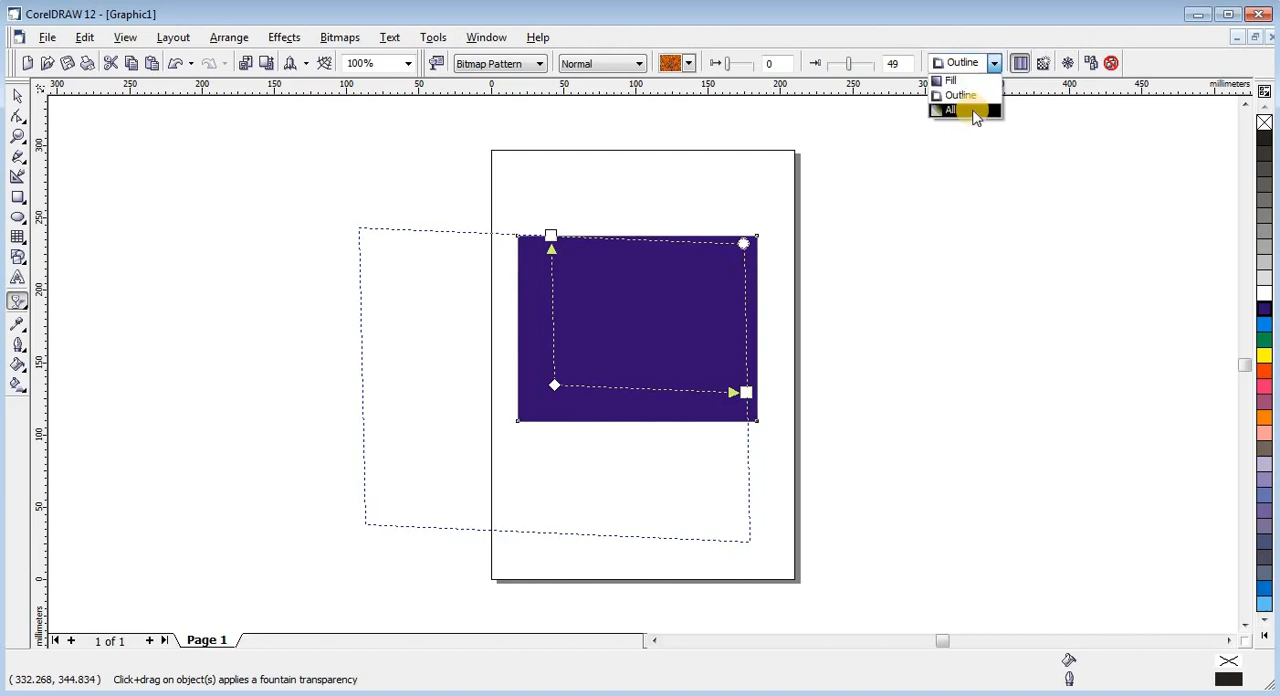 CorelDRAW 12 - [Graphic1]
File Edit View Layout Arrange Effects Bitmaps Text Tools Window Help
100% Bitmap Pattern Normal 0 49 Outline
Fill
Outline
All
300 250 200 150 100 50 0 50 100 150 200 250 300 400 450 millimeters
300
250
200
150
100
50
0
millimeters
1 of 1 Page 1
( 332.268, 344.834 ) Click+drag on object(s) applies a fountain transparency